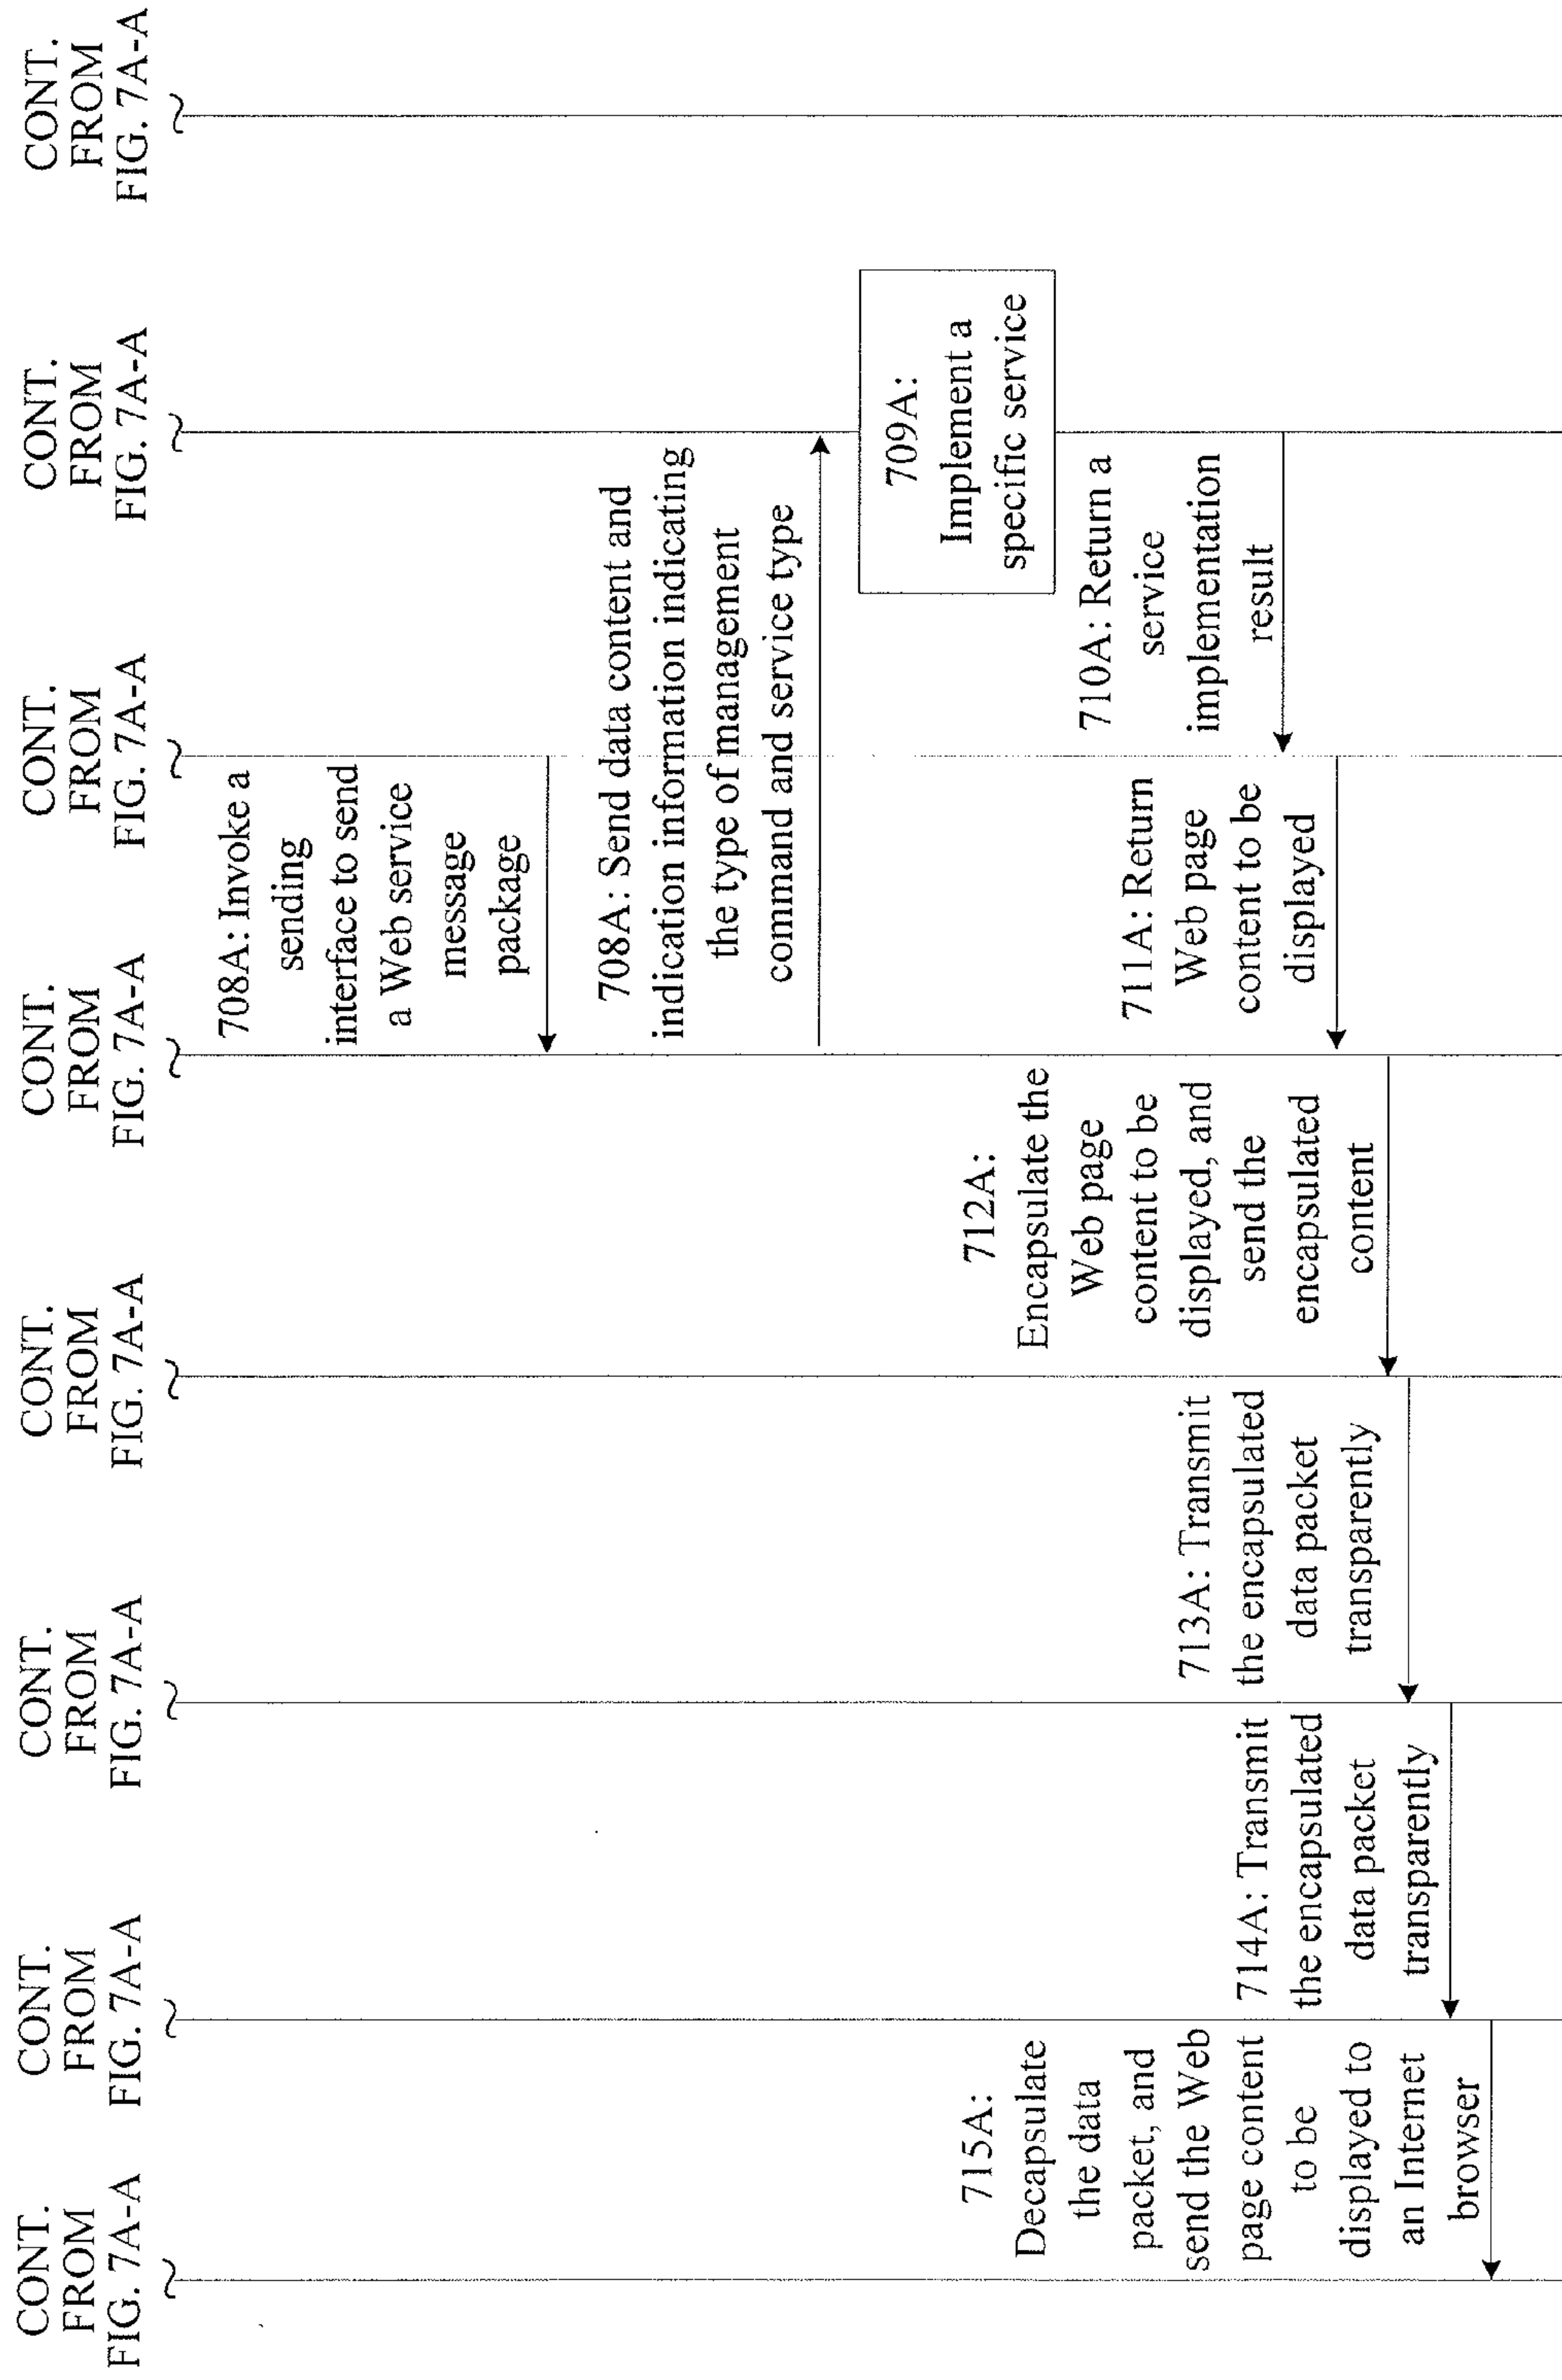 CONT.
FROM
FIG. 7A-A
CONT.
FROM
FIG. 7A-A
CONT.
FROM
FIG. 7A-A
CONT.
FROM
FIG. 7A-A
CONT.
FROM
FIG. 7A-A
CONT.
FROM
FIG. 7A-A
CONT.
FROM
FIG. 7A-A
CONT.
FROM
FIG. 7A-A
708A: Invoke a
sending
interface to send
a Web service
message
package
708A: Send data content and
indication information indicating
the type of management
command and service type
709A:
Implement a
specific service
710A: Return a
service
implementation
result
711A: Return
Web page
content to be
displayed
712A:
Encapsulate the
Web page
content to be
displayed, and
send the
encapsulated
content
713A: Transmit
the encapsulated
data packet
transparently
714A: Transmit
the encapsulated
data packet
transparently
715A:
Decapsulate
the data
packet, and
send the Web
page content
to be
displayed to
an Internet
browser